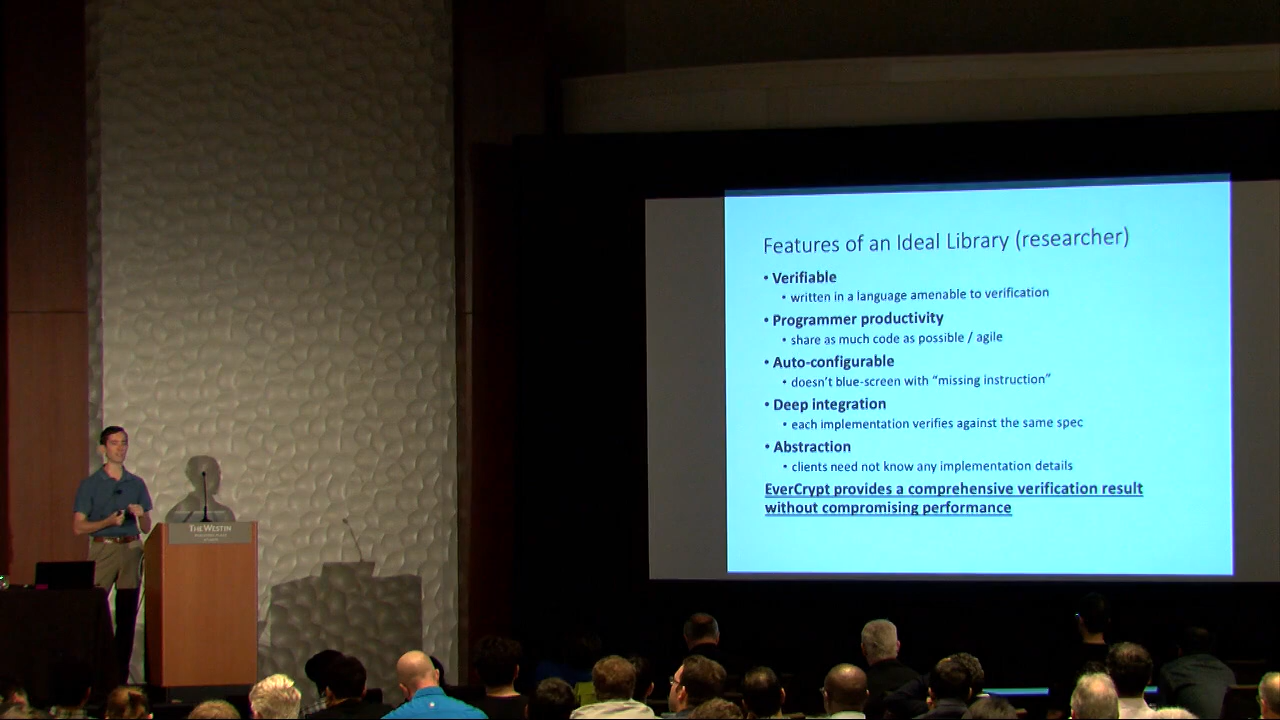 Features of an Ideal Library (researcher)
• Verifiable
• written in a language amenable to verification
• Programmer productivity
• share as much code as possible / agile
• Auto-configurable
• doesn't blue-screen with "missing instruction"
• Deep integration
• each implementation verifies against the same spec
• Abstraction
• clients need not know any implementation details
EverCrypt provides a comprehensive verification result
without compromising performance
THE WESTIN